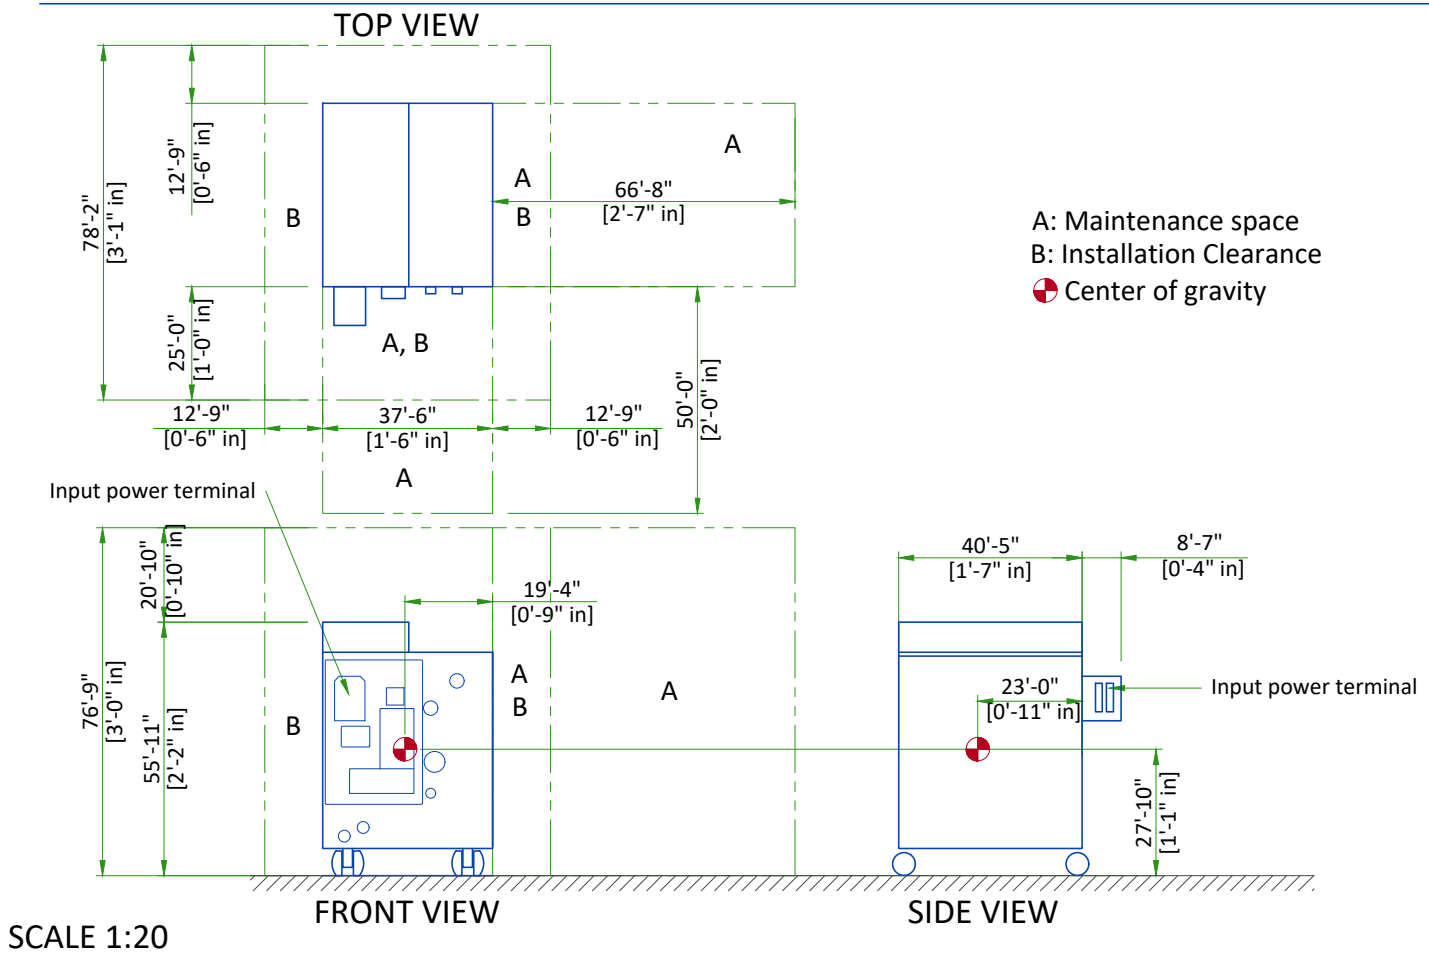 TOP VIEW
12'-9"
[0'-6" in]
78'-2"
[3'-1" in]
25'-0"
[1'-0" in]
B
A
B
A
66'-8"
[2'-7" in]
A, B
50'-0"
[2'-0" in]
12'-9"
[0'-6" in]
37'-6"
[1'-6" in]
12'-9"
[0'-6" in]
A
A: Maintenance space
B: Installation Clearance
Center of gravity
Input power terminal
20'-10"
[0'-10" in]
76'-9"
[3'-0" in]
55'-11"
[2'-2" in]
B
19'-4"
[0'-9" in]
A
B
A
40'-5"
[1'-7" in]
8'-7"
[0'-4" in]
23'-0"
[0'-11" in]
Input power terminal
27'-10"
[1'-1" in]
FRONT VIEW
SIDE VIEW
SCALE 1:20